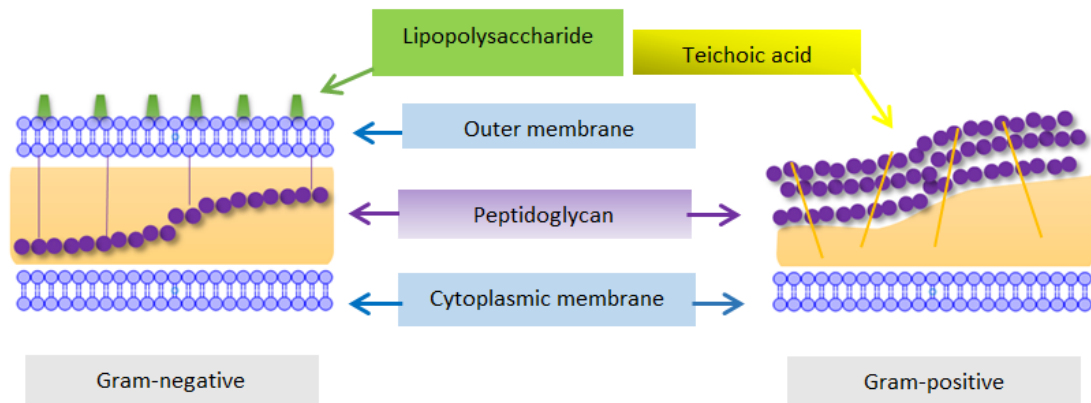 Lipopolysaccharide
Teichoic acid
Outer membrane
Peptidoglycan
Cytoplasmic membrane
Gram-negative
Gram-positive